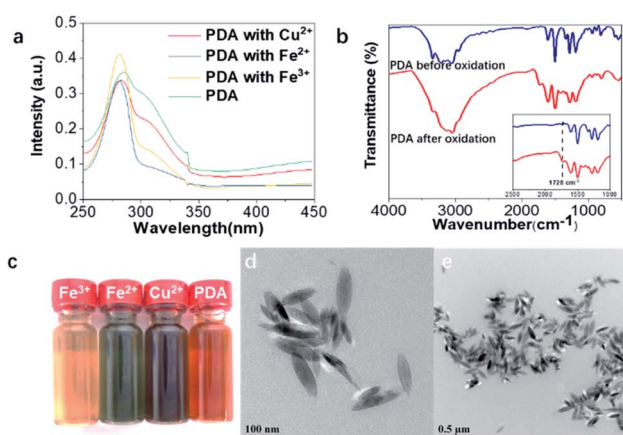 a
PDA with Cu²⁺
PDA with Fe²⁺
PDA with Fe³⁺
PDA
Intensity (a.u.)
0.5
0.4
0.3
0.2
0.1
0.0
250 300 350 400 450
Wavelength(nm)
b
Transmittance (%)
PDA before oxidation
PDA after oxidation
1728 cm⁻¹
2500 1500 500
4000 3000 2000 1000
Wavenumber(cm⁻¹)
c
Fe³⁺ Fe²⁺ Cu²⁺ PDA
d
100 nm
e
0.5 μm